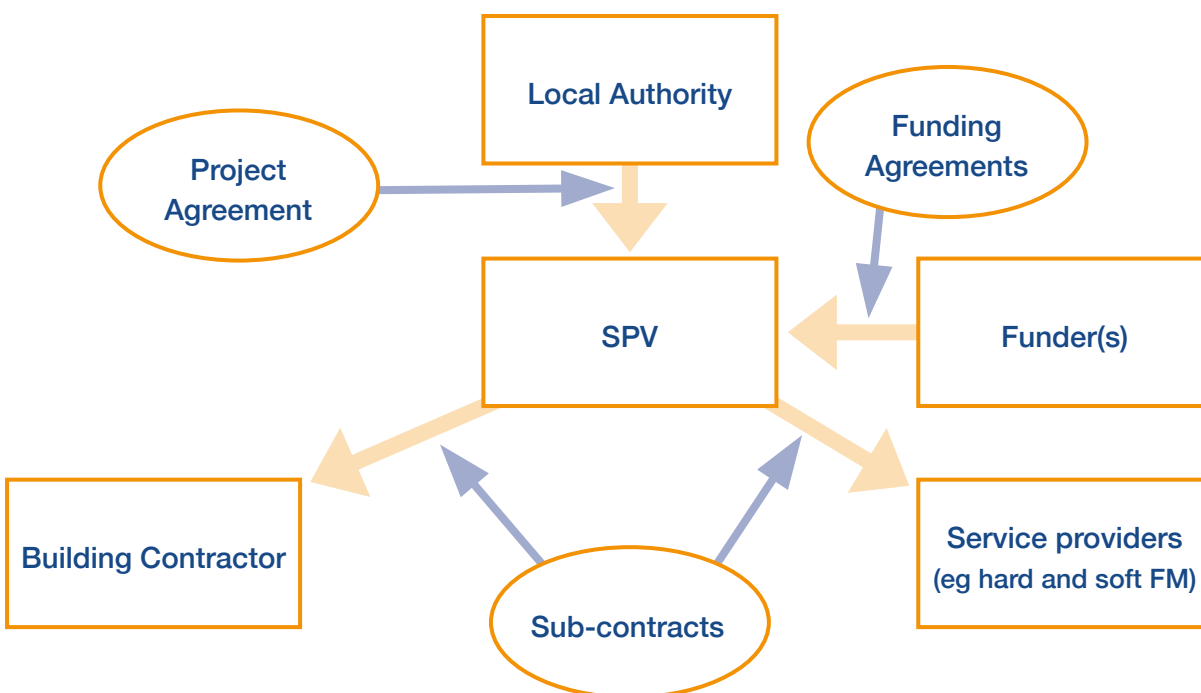 Local Authority
Funding
Agreements
Project
Agreement
SPV
Funder(s)
Building Contractor
Service providers
(eg hard and soft FM)
Sub-contracts